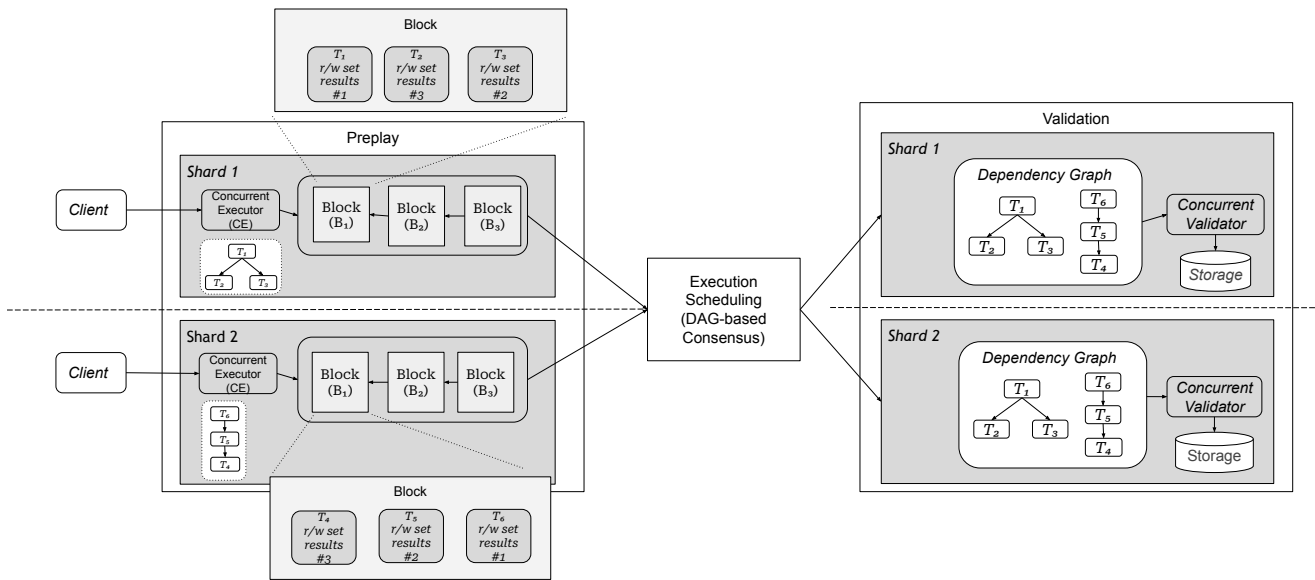 Block
T₁
r/w set
results
#1
T₂
r/w set
results
#3
T₃
r/w set
results
#2
Preplay
Shard 1
Client
Concurrent
Executor
(CE)
T₁
T₂
T₃
Block
(B₁)
Block
(B₂)
Block
(B₃)
Shard 2
Client
Concurrent
Executor
(CE)
T₆
T₅
T₄
Block
(B₁)
Block
(B₂)
Block
(B₃)
Block
T₄
r/w set
results
#3
T₅
r/w set
results
#2
T₆
r/w set
results
#1
Execution
Scheduling
(DAG-based
Consensus)
Validation
Shard 1
Dependency Graph
T₁
T₂
T₃
T₆
T₅
T₄
Concurrent
Validator
Storage
Shard 2
Dependency Graph
T₁
T₂
T₃
T₆
T₅
T₄
Concurrent
Validator
Storage